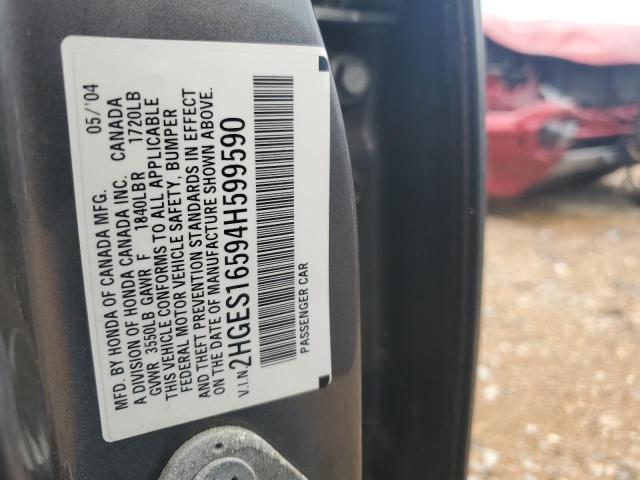 MFD. BY HONDA OF CANADA MFG. 05/'04
A DIVISION OF HONDA CANADA INC. CANADA
GVWR 3550LB GAWR F 1840LBR 1720LB
THIS VEHICLE CONFORMS TO ALL APPLICABLE
FEDERAL MOTOR VEHICLE SAFETY, BUMPER
AND THEFT PREVENTION STANDARDS IN EFFECT
ON THE DATE OF MANUFACTURE SHOWN ABOVE.
V.I.N. 2HGES16594H599590
PASSENGER CAR